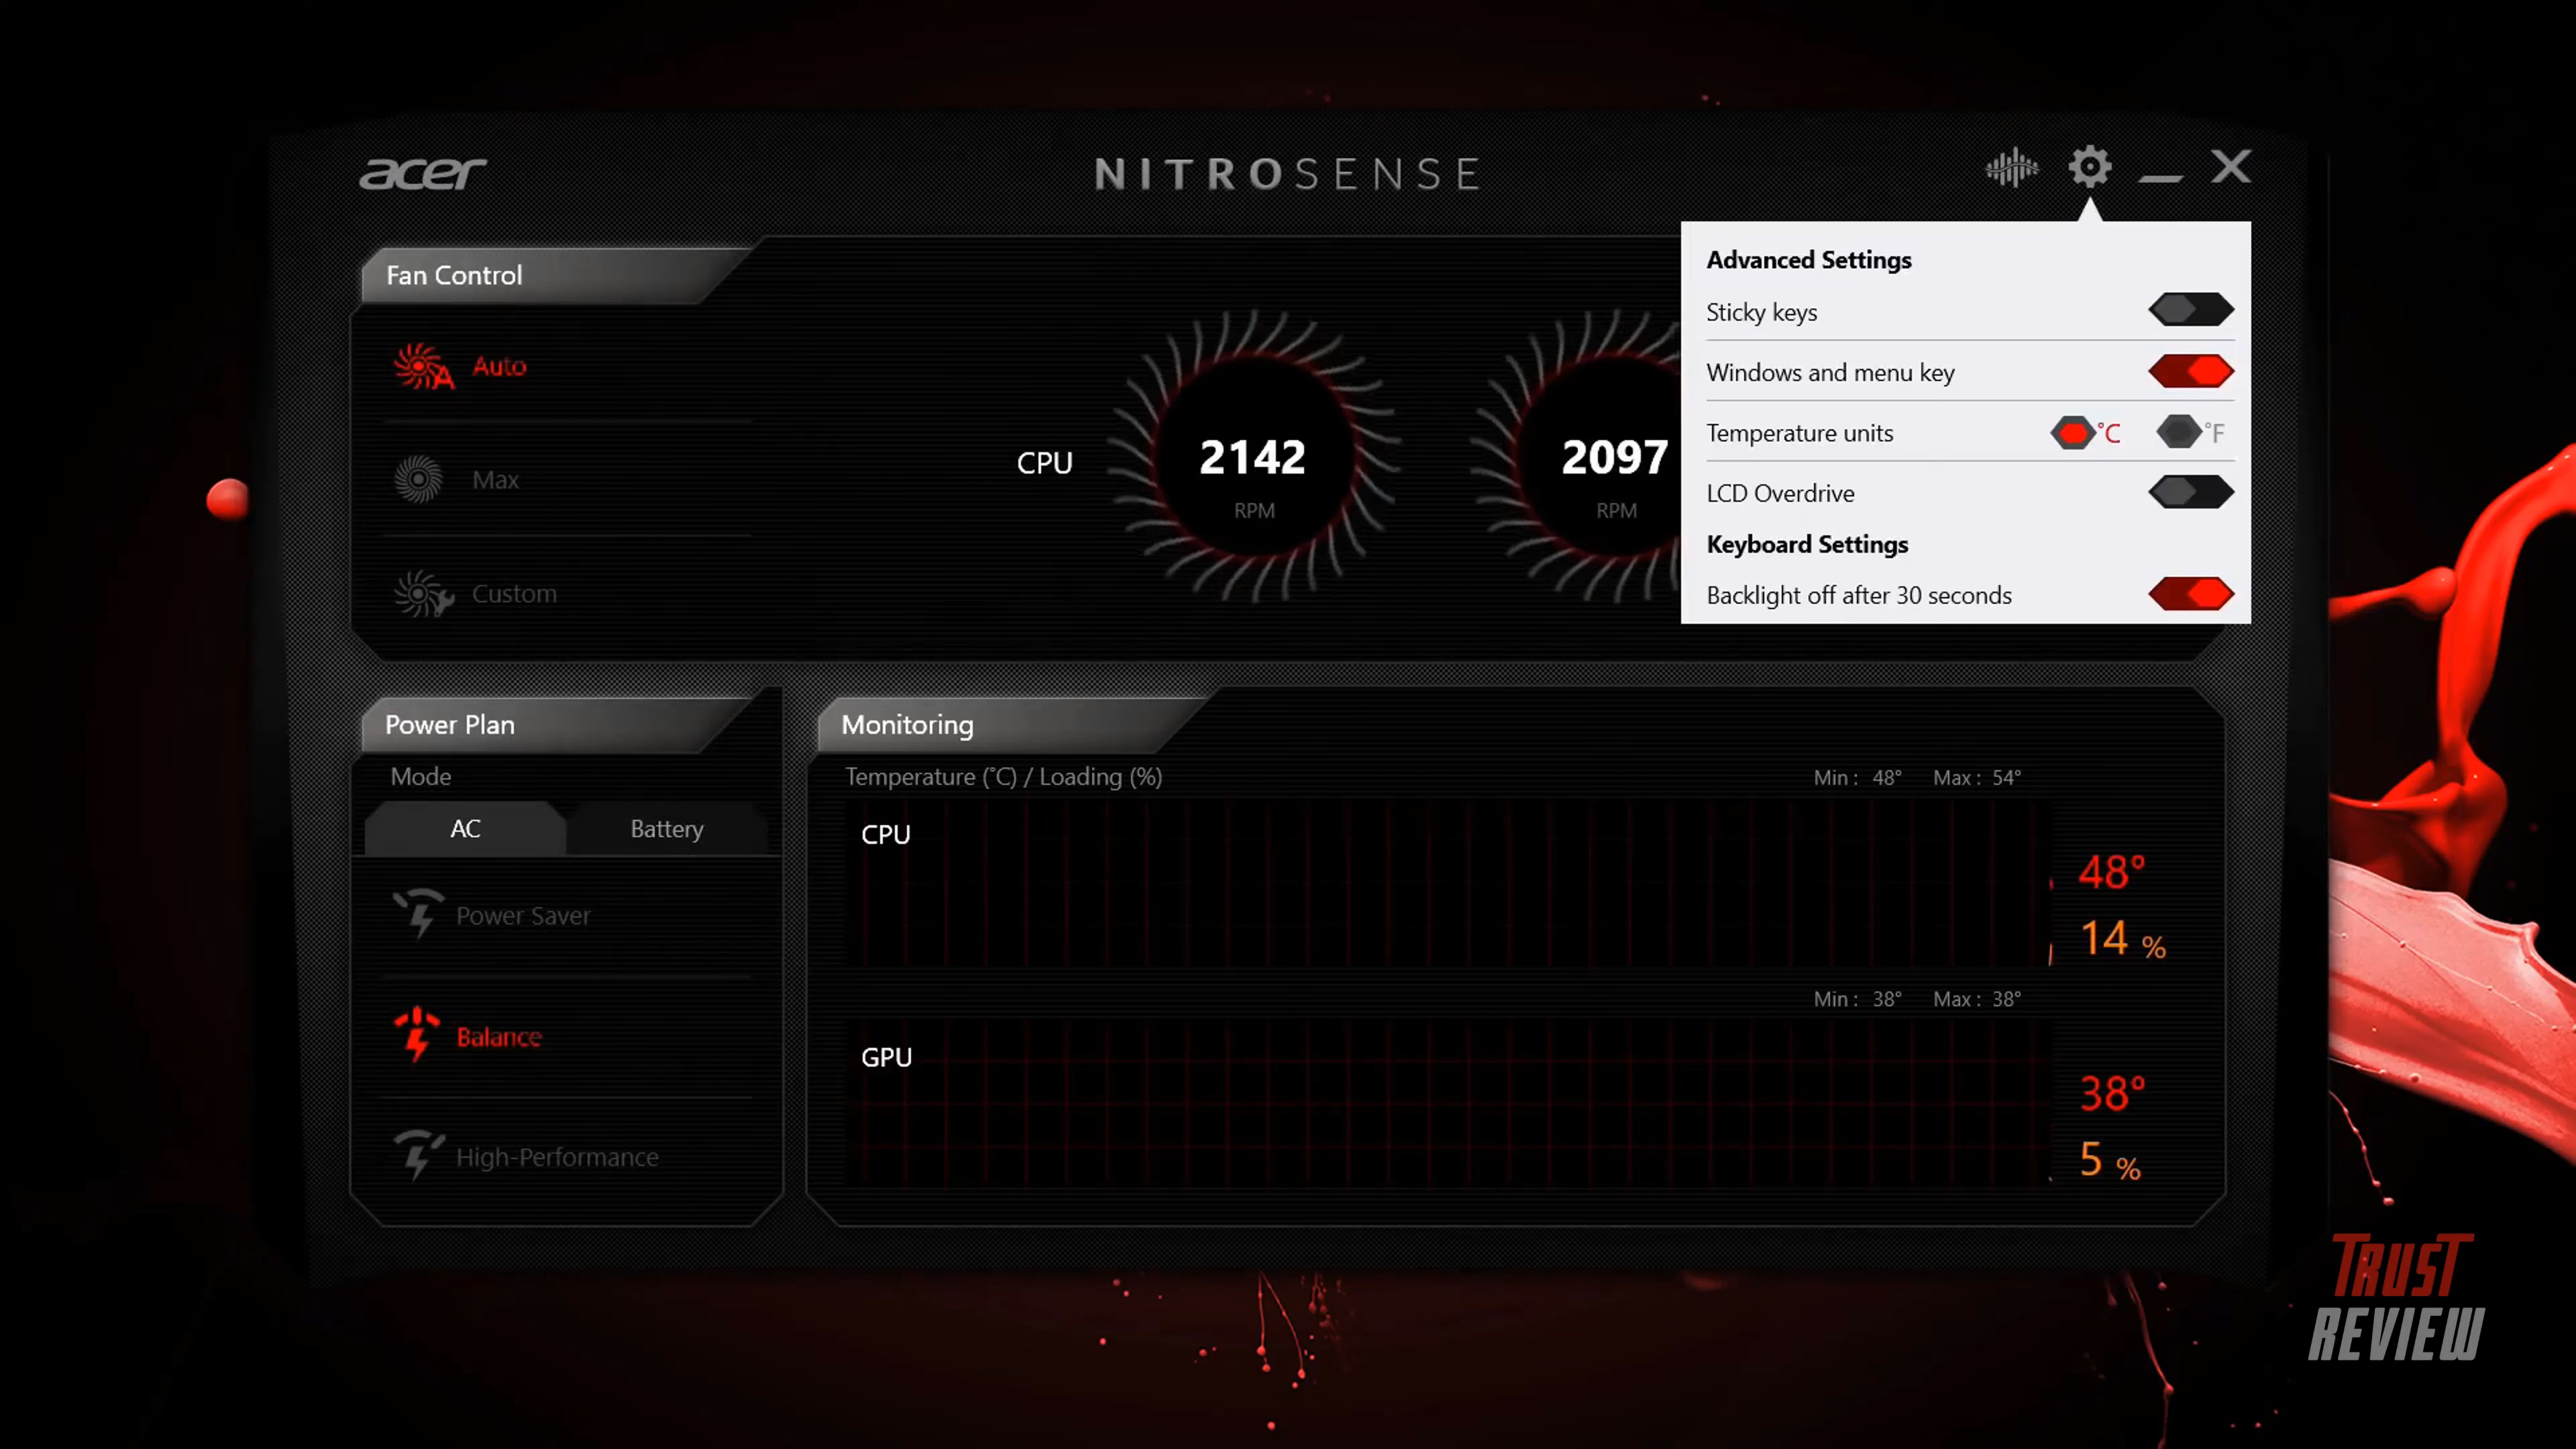 acer
NITROSENSE
Fan Control
Auto
Max
Custom
CPU
2142
RPM
2097
RPM
Advanced Settings
Sticky keys
Windows and menu key
Temperature units °C °F
LCD Overdrive
Keyboard Settings
Backlight off after 30 seconds
Power Plan
Mode
AC Battery
Power Saver
Balance
High-Performance
Monitoring
Temperature (°C) / Loading (%) Min : 48° Max : 54°
CPU
48°
14 %
Min : 38° Max : 38°
GPU
38°
5 %
TRUST
REVIEW